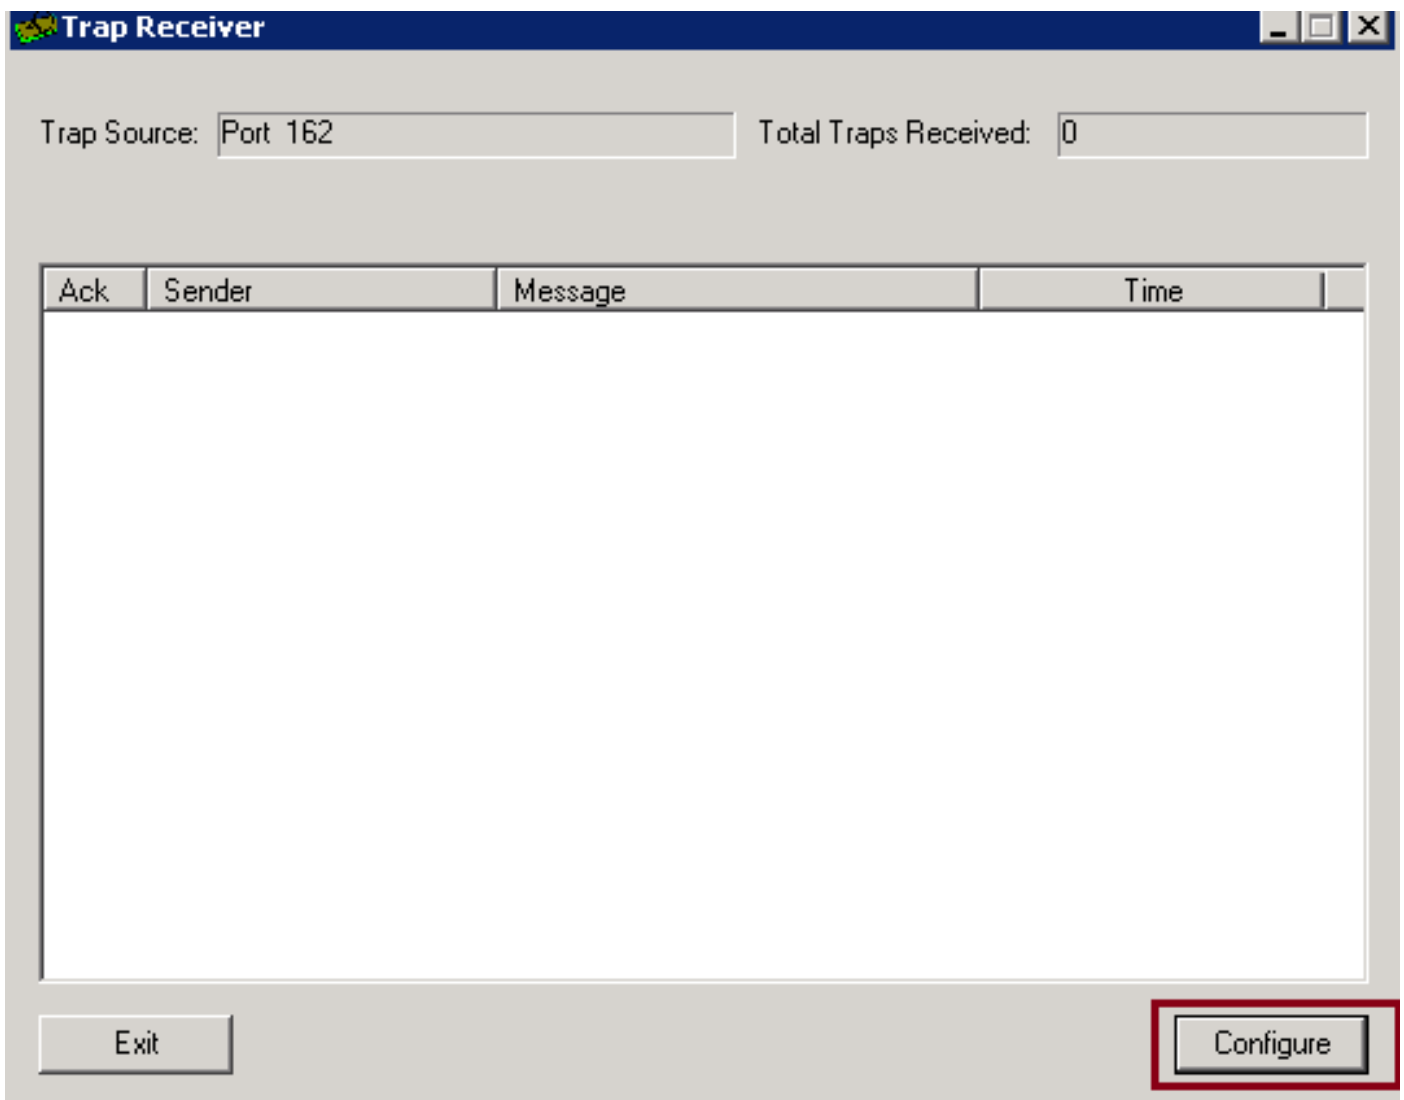 Trap Receiver
Trap Source: Port 162 Total Traps Received: 0
Ack Sender Message Time
Exit Configure